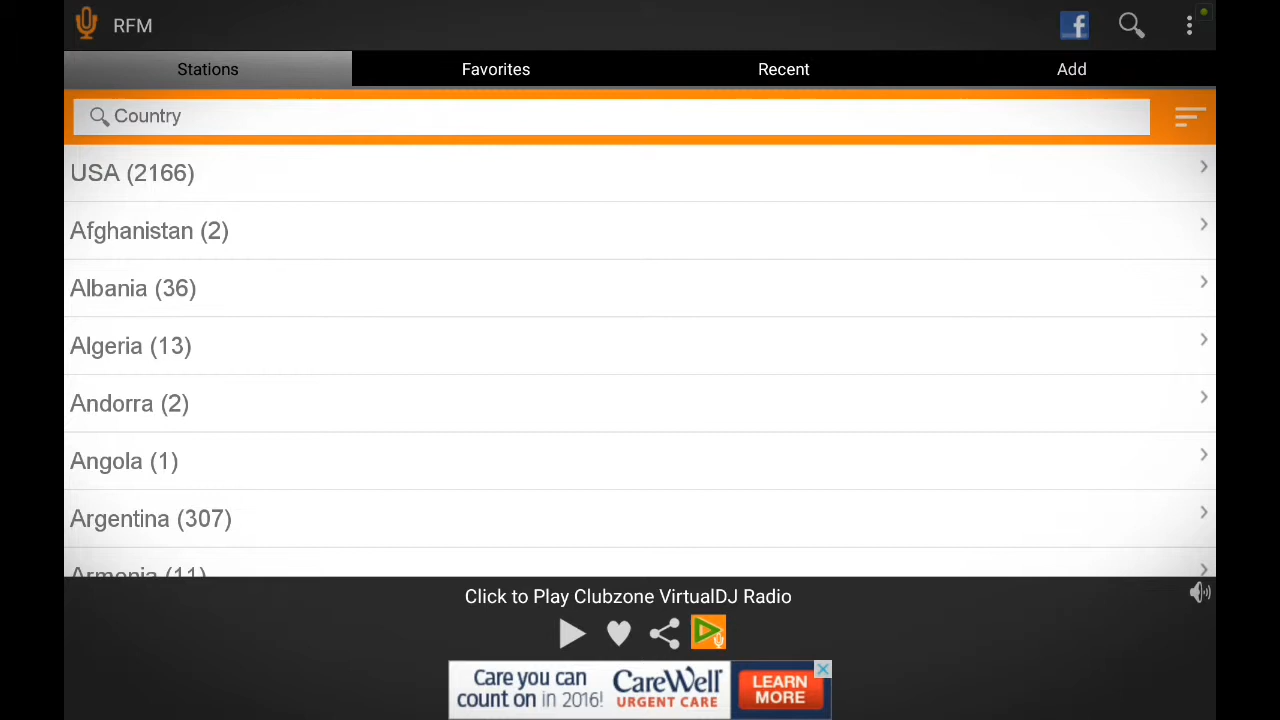 RFM
Stations
Favorites
Recent
Add
Country
USA (2166)
Afghanistan (2)
Albania (36)
Algeria (13)
Andorra (2)
Angola (1)
Argentina (307)
Armenia (11)
Click to Play Clubzone VirtualDJ Radio
Care you can
count on in 2016!
CareWell
URGENT CARE
LEARN
MORE